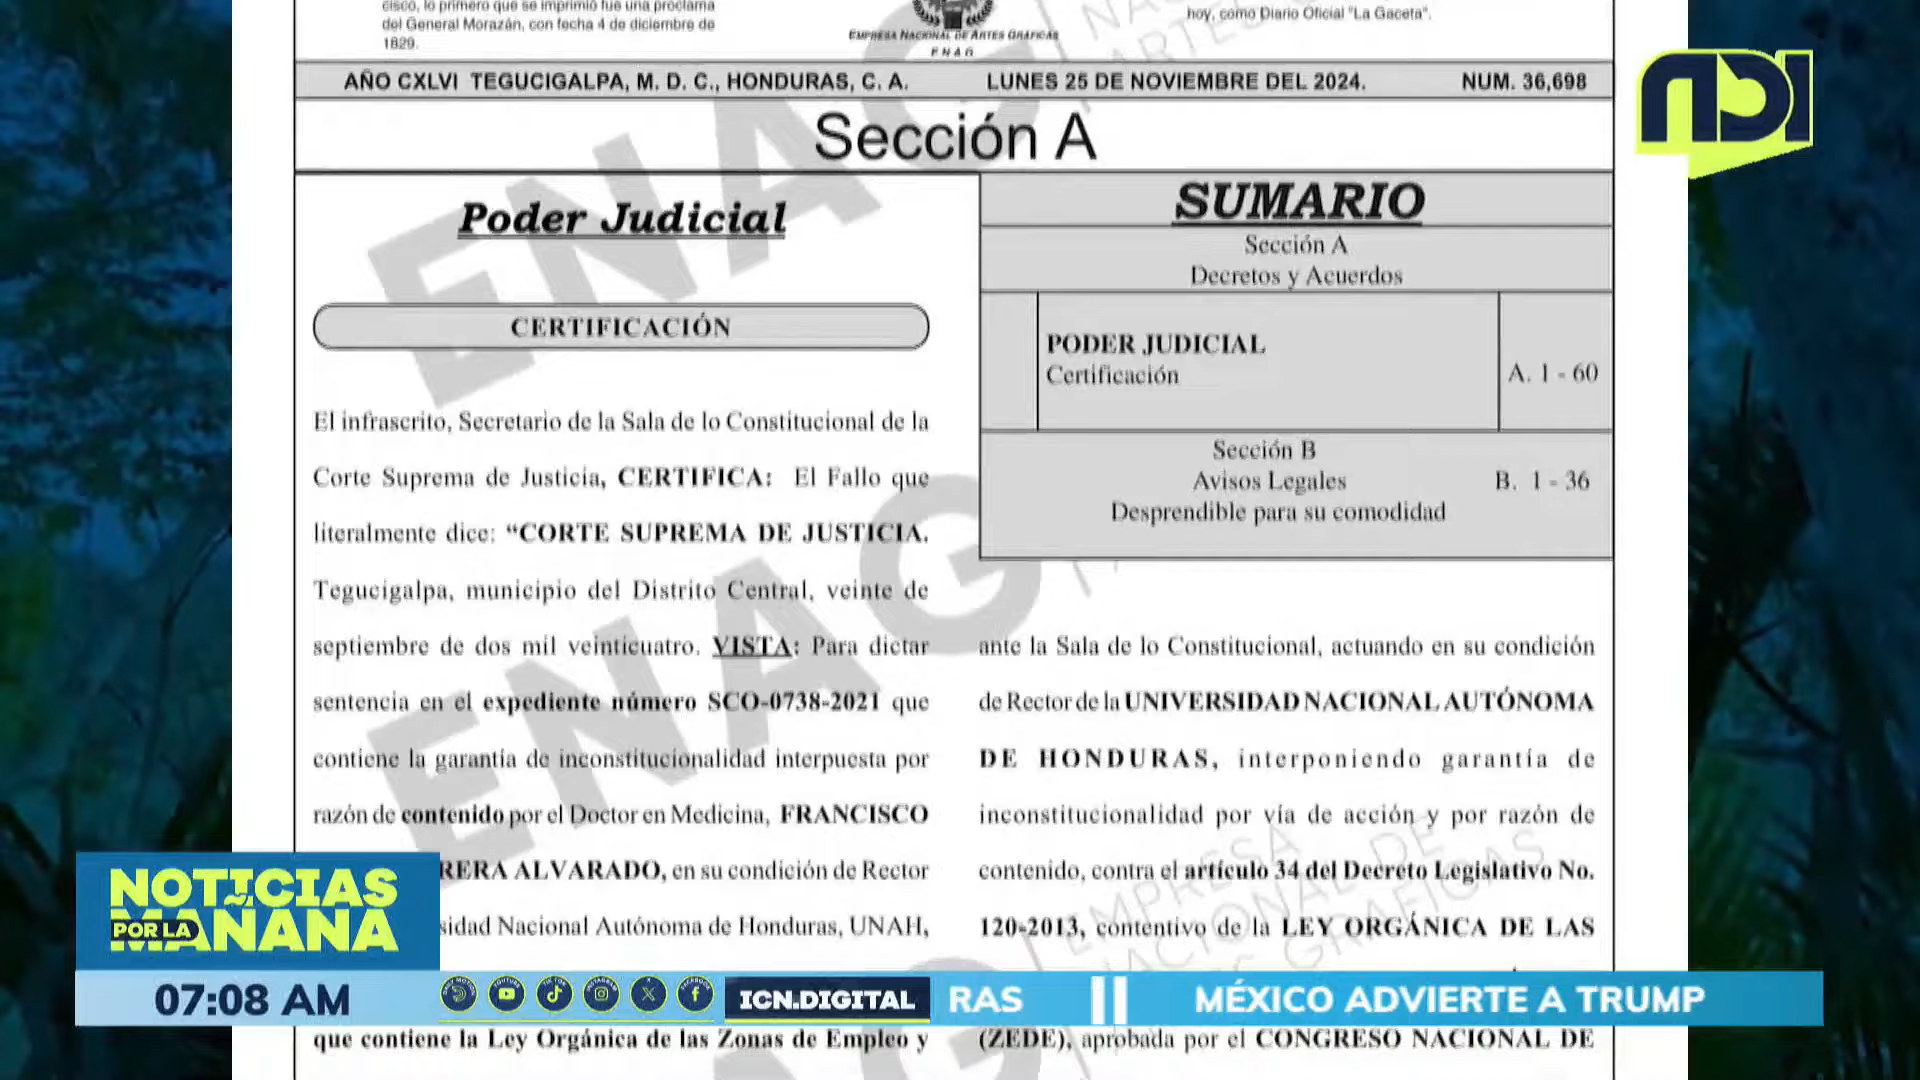 cisco, lo primero que se imprimió fue una proclama
del General Morazán, con fecha 4 de diciembre de
1829.
EMPRESA NACIONAL DE ARTES GRÁFICAS
E.N.A.G
hoy, como Diario Oficial "La Gaceta".
AÑO CXLVI TEGUCIGALPA, M. D. C., HONDURAS, C. A.
LUNES 25 DE NOVIEMBRE DEL 2024.
NUM. 36,698
Sección A
Poder Judicial
CERTIFICACIÓN
El infrascrito, Secretario de la Sala de lo Constitucional de la
Corte Suprema de Justicia, CERTIFICA: El Fallo que
literalmente dice: “CORTE SUPREMA DE JUSTICIA.
Tegucigalpa, municipio del Distrito Central, veinte de
septiembre de dos mil veinticuatro. VISTA: Para dictar
sentencia en el expediente número SCO-0738-2021 que
contiene la garantía de inconstitucionalidad interpuesta por
razón de contenido por el Doctor en Medicina, FRANCISCO
RERA ALVARADO, en su condición de Rector
sidad Nacional Autónoma de Honduras, UNAH,
que contiene la Ley Orgánica de las Zonas de Empleo y
SUMARIO
Sección A
Decretos y Acuerdos
PODER JUDICIAL
Certificación
A. 1 - 60
Sección B
Avisos Legales
B. 1 - 36
Desprendible para su comodidad
ante la Sala de lo Constitucional, actuando en su condición
de Rector de la UNIVERSIDAD NACIONAL AUTÓNOMA
DE HONDURAS, interponiendo garantía de
inconstitucionalidad por vía de acción y por razón de
contenido, contra el artículo 34 del Decreto Legislativo No.
120-2013, contentivo de la LEY ORGÁNICA DE LAS
(ZEDE), aprobada por el CONGRESO NACIONAL DE
ENAG
ENAG
EMPRESA
NACIONAL DE
ARTES GRÁFICAS
NDI
NOTICIAS
POR LA
MAÑANA
07:08 AM
ICN.DIGITAL
RAS
MÉXICO ADVIERTE A TRUMP